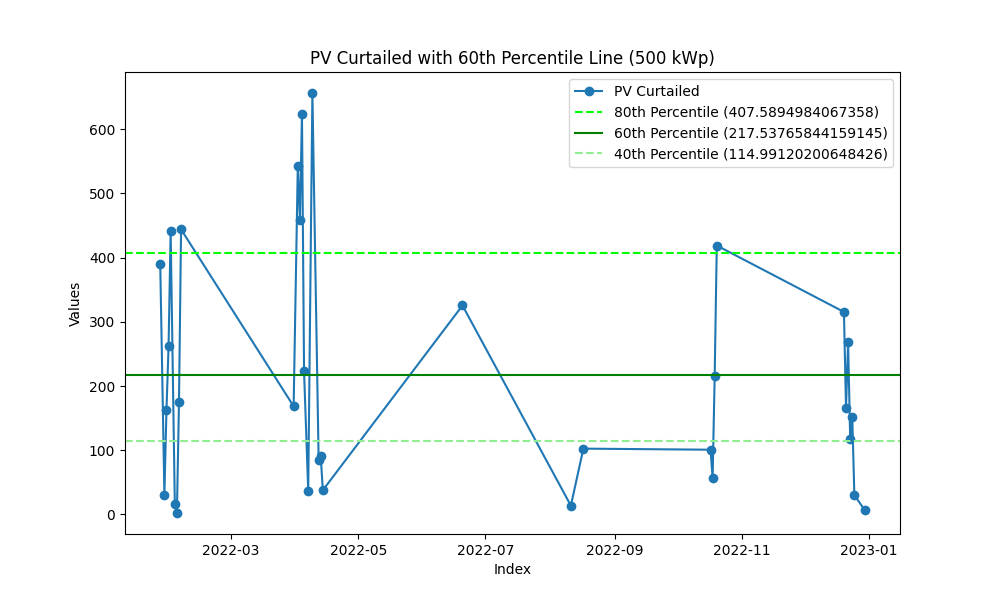 PV Curtailed with 60th Percentile Line (500 kWp)
PV Curtailed
80th Percentile (407.5894984067358)
60th Percentile (217.53765844159145)
40th Percentile (114.99120200648426)
Values
600
500
400
300
200
100
0
2022-03 2022-05 2022-07 2022-09 2022-11 2023-01
Index